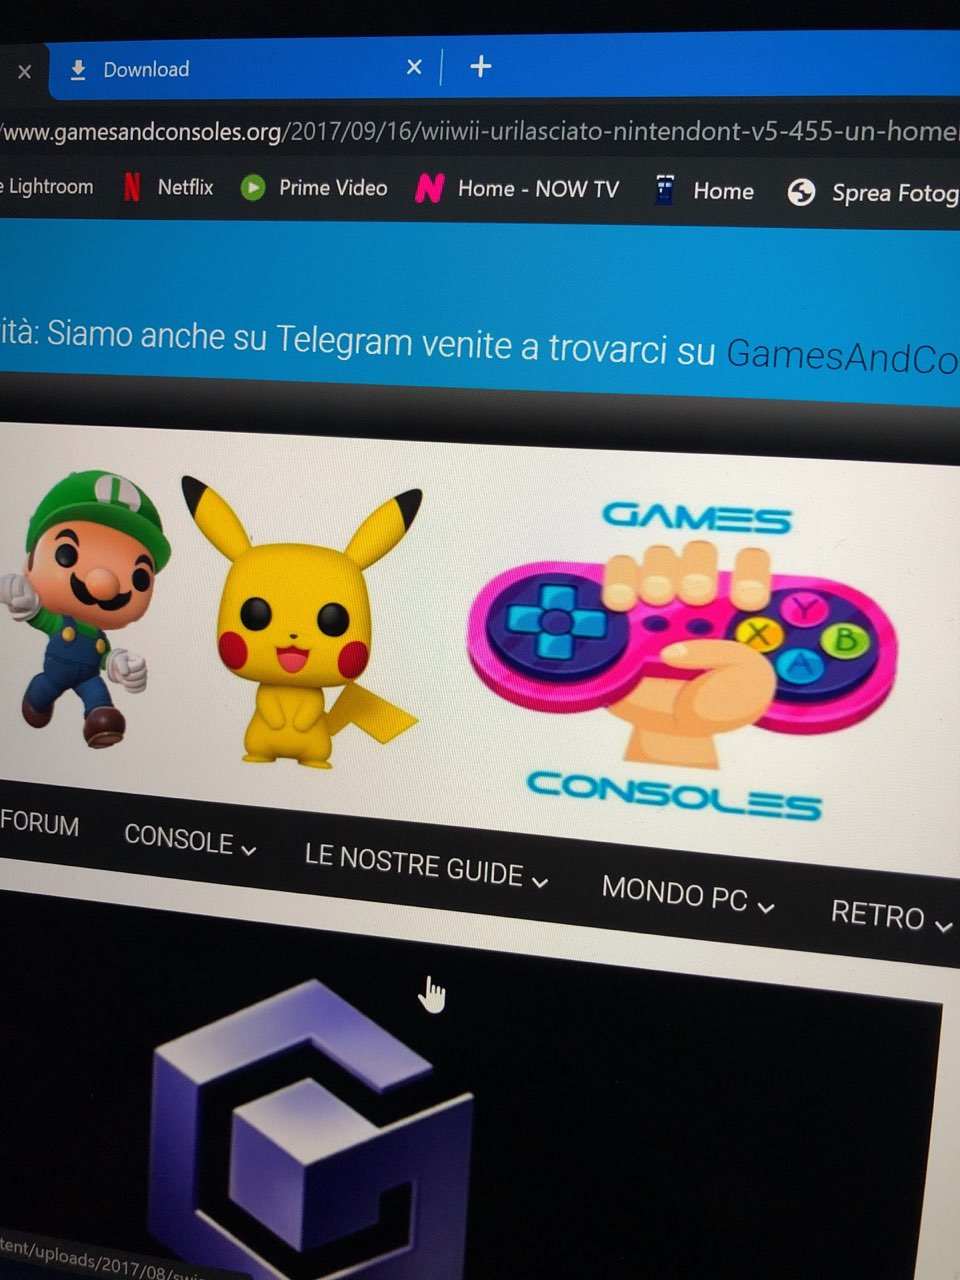 Download
/www.gamesandconsoles.org/2017/09/16/wiiwii-urilasciato-nintendont-v5-455-un-home
e Lightroom Netflix Prime Video Home - NOW TV Home Sprea Fotog
ità: Siamo anche su Telegram venite a trovarci su GamesAndCo
L
GAMES
Y
X B
A
CONSOLES
FORUM CONSOLE LE NOSTRE GUIDE MONDO PC RETRO
tent/uploads/2017/08/swi